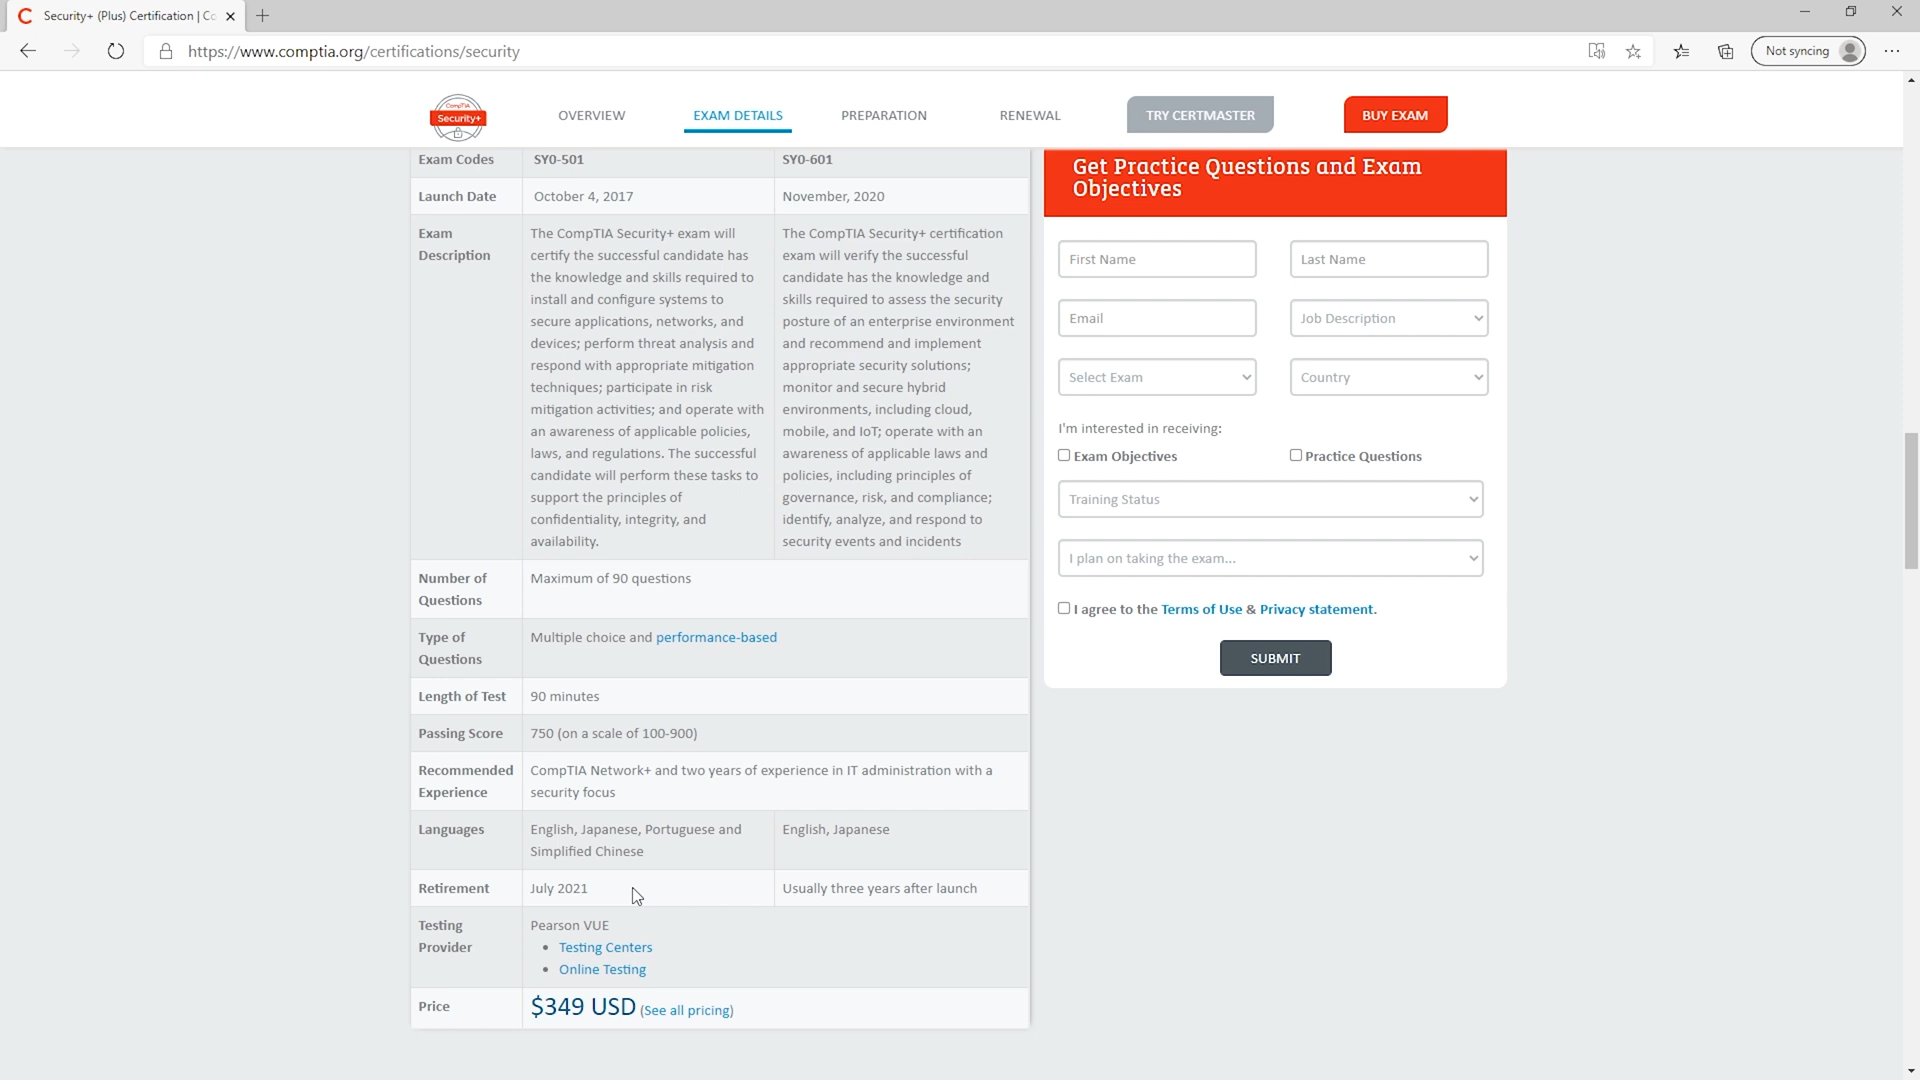 Security+ (Plus) Certification | Co
https://www.comptia.org/certifications/security
Not syncing
CompTIA
Security+
OVERVIEW
EXAM DETAILS
PREPARATION
RENEWAL
TRY CERTMASTER
BUY EXAM
Exam Codes
SY0-501
SY0-601
Launch Date
October 4, 2017
November, 2020
Exam
Description
The CompTIA Security+ exam will
certify the successful candidate has
the knowledge and skills required to
install and configure systems to
secure applications, networks, and
devices; perform threat analysis and
respond with appropriate mitigation
techniques; participate in risk
mitigation activities; and operate with
an awareness of applicable policies,
laws, and regulations. The successful
candidate will perform these tasks to
support the principles of
confidentiality, integrity, and
availability.
The CompTIA Security+ certification
exam will verify the successful
candidate has the knowledge and
skills required to assess the security
posture of an enterprise environment
and recommend and implement
appropriate security solutions;
monitor and secure hybrid
environments, including cloud,
mobile, and IoT; operate with an
awareness of applicable laws and
policies, including principles of
governance, risk, and compliance;
identify, analyze, and respond to
security events and incidents
Number of
Questions
Maximum of 90 questions
Type of
Questions
Multiple choice and performance-based
Length of Test
90 minutes
Passing Score
750 (on a scale of 100-900)
Recommended
Experience
CompTIA Network+ and two years of experience in IT administration with a
security focus
Languages
English, Japanese, Portuguese and
Simplified Chinese
English, Japanese
Retirement
July 2021
Usually three years after launch
Testing
Provider
Pearson VUE
• Testing Centers
• Online Testing
Price
$349 USD (See all pricing)
Get Practice Questions and Exam
Objectives
First Name
Last Name
Email
Job Description
Select Exam
Country
I'm interested in receiving:
Exam Objectives
Practice Questions
Training Status
I plan on taking the exam...
I agree to the Terms of Use & Privacy statement.
SUBMIT